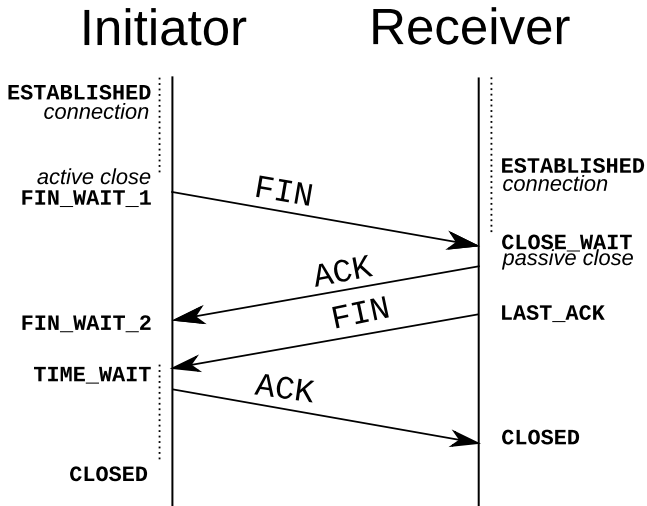 Initiator
Receiver
ESTABLISHED
connection
active close
FIN_WAIT_1
FIN
ESTABLISHED
connection
CLOSE_WAIT
passive close
ACK
FIN
FIN_WAIT_2
LAST_ACK
TIME_WAIT
ACK
CLOSED
CLOSED